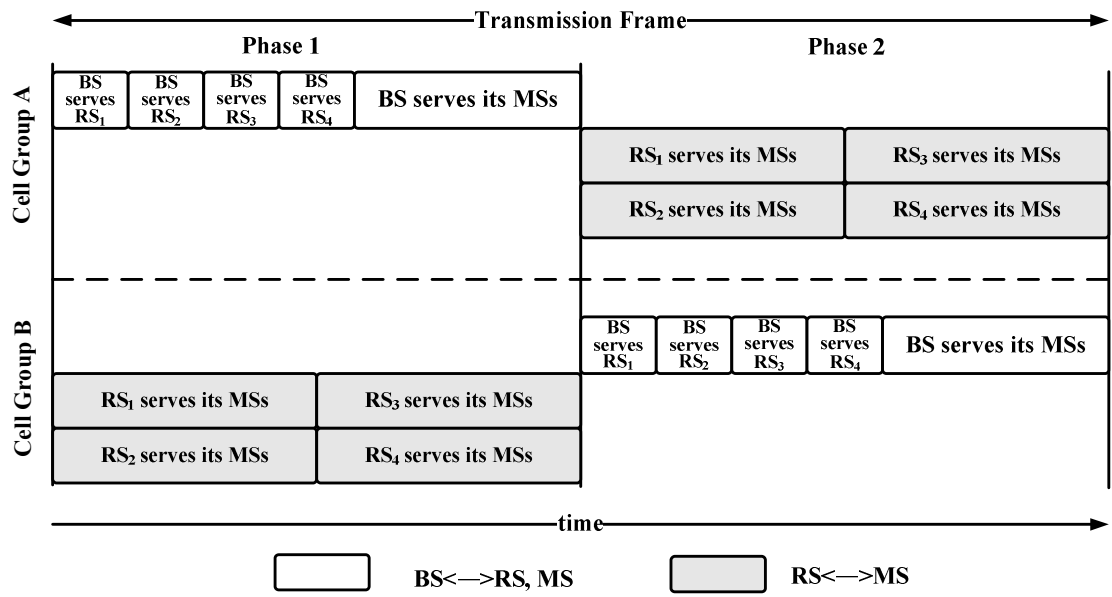 Transmission Frame
Phase 1
Phase 2
Cell Group A
BS
serves
RS₁
BS
serves
RS₂
BS
serves
RS₃
BS
serves
RS₄
BS serves its MSs
RS₁ serves its MSs
RS₃ serves its MSs
RS₂ serves its MSs
RS₄ serves its MSs
Cell Group B
BS
serves
RS₁
BS
serves
RS₂
BS
serves
RS₃
BS
serves
RS₄
BS serves its MSs
RS₁ serves its MSs
RS₃ serves its MSs
RS₂ serves its MSs
RS₄ serves its MSs
time
BS<—>RS, MS
RS<—>MS